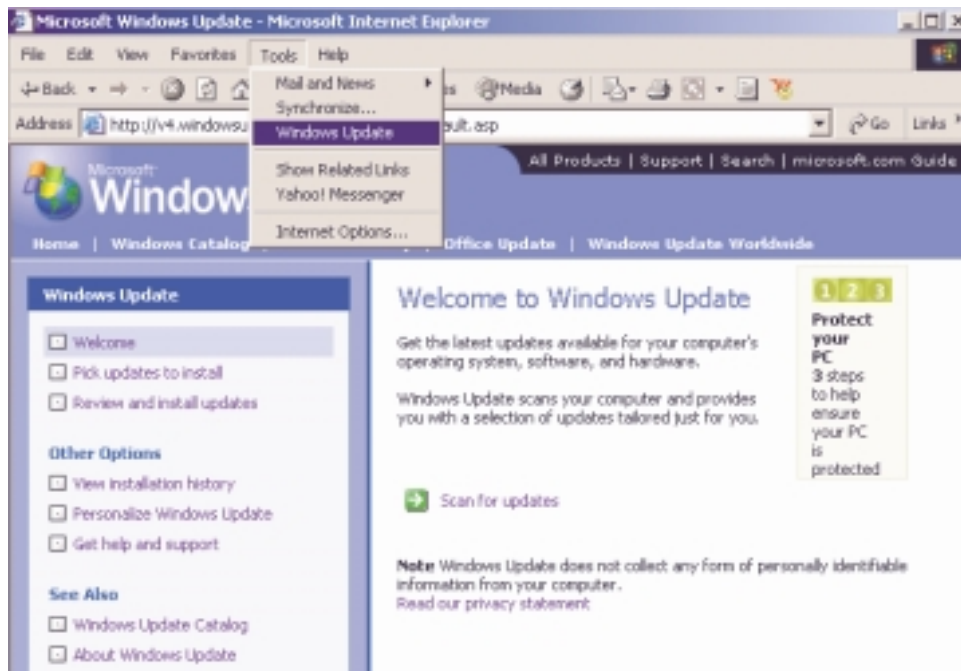 Microsoft Windows Update - Microsoft Internet Explorer
File Edit View Favorites Tools Help
Back Media
Mail and News
Synchronize...
Windows Update
Show Related Links
Yahoo! Messenger
Internet Options...
Address http://v4.windowsu ult.asp Go Links
All Products | Support | Search | microsoft.com Guide
Microsoft
Window
Home | Windows Catalog Office Update | Windows Update Worldwide
Windows Update
Welcome
Pick updates to install
Review and install updates
Other Options
View installation history
Personalize Windows Update
Get help and support
See Also
Windows Update Catalog
About Windows Update
Welcome to Windows Update
Get the latest updates available for your computer's
operating system, software, and hardware.
Windows Update scans your computer and provides
you with a selection of updates tailored just for you.
Scan for updates
Note Windows Update does not collect any form of personally identifiable
information from your computer.
Read our privacy statement
1 2 3
Protect
your
PC
3 steps
to help
ensure
your PC
is
protected